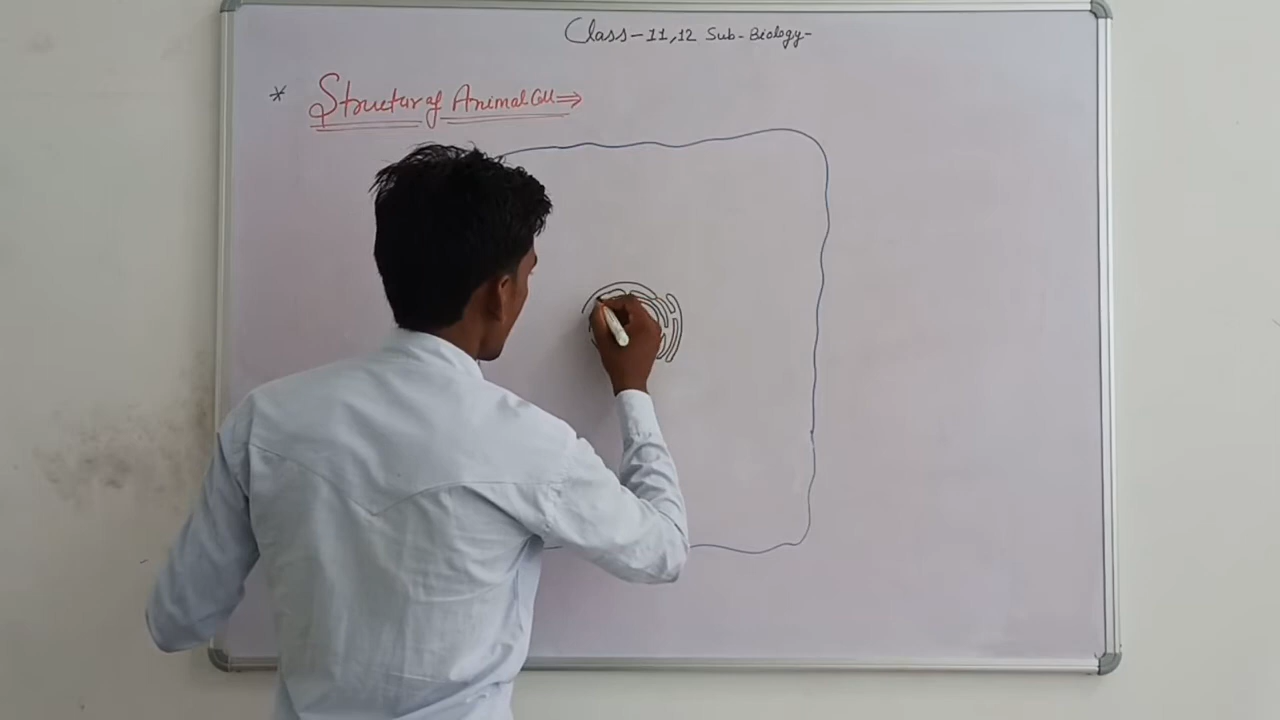 Class-11,12 Sub-Biology-
* Structur of Animal Cell ⇒